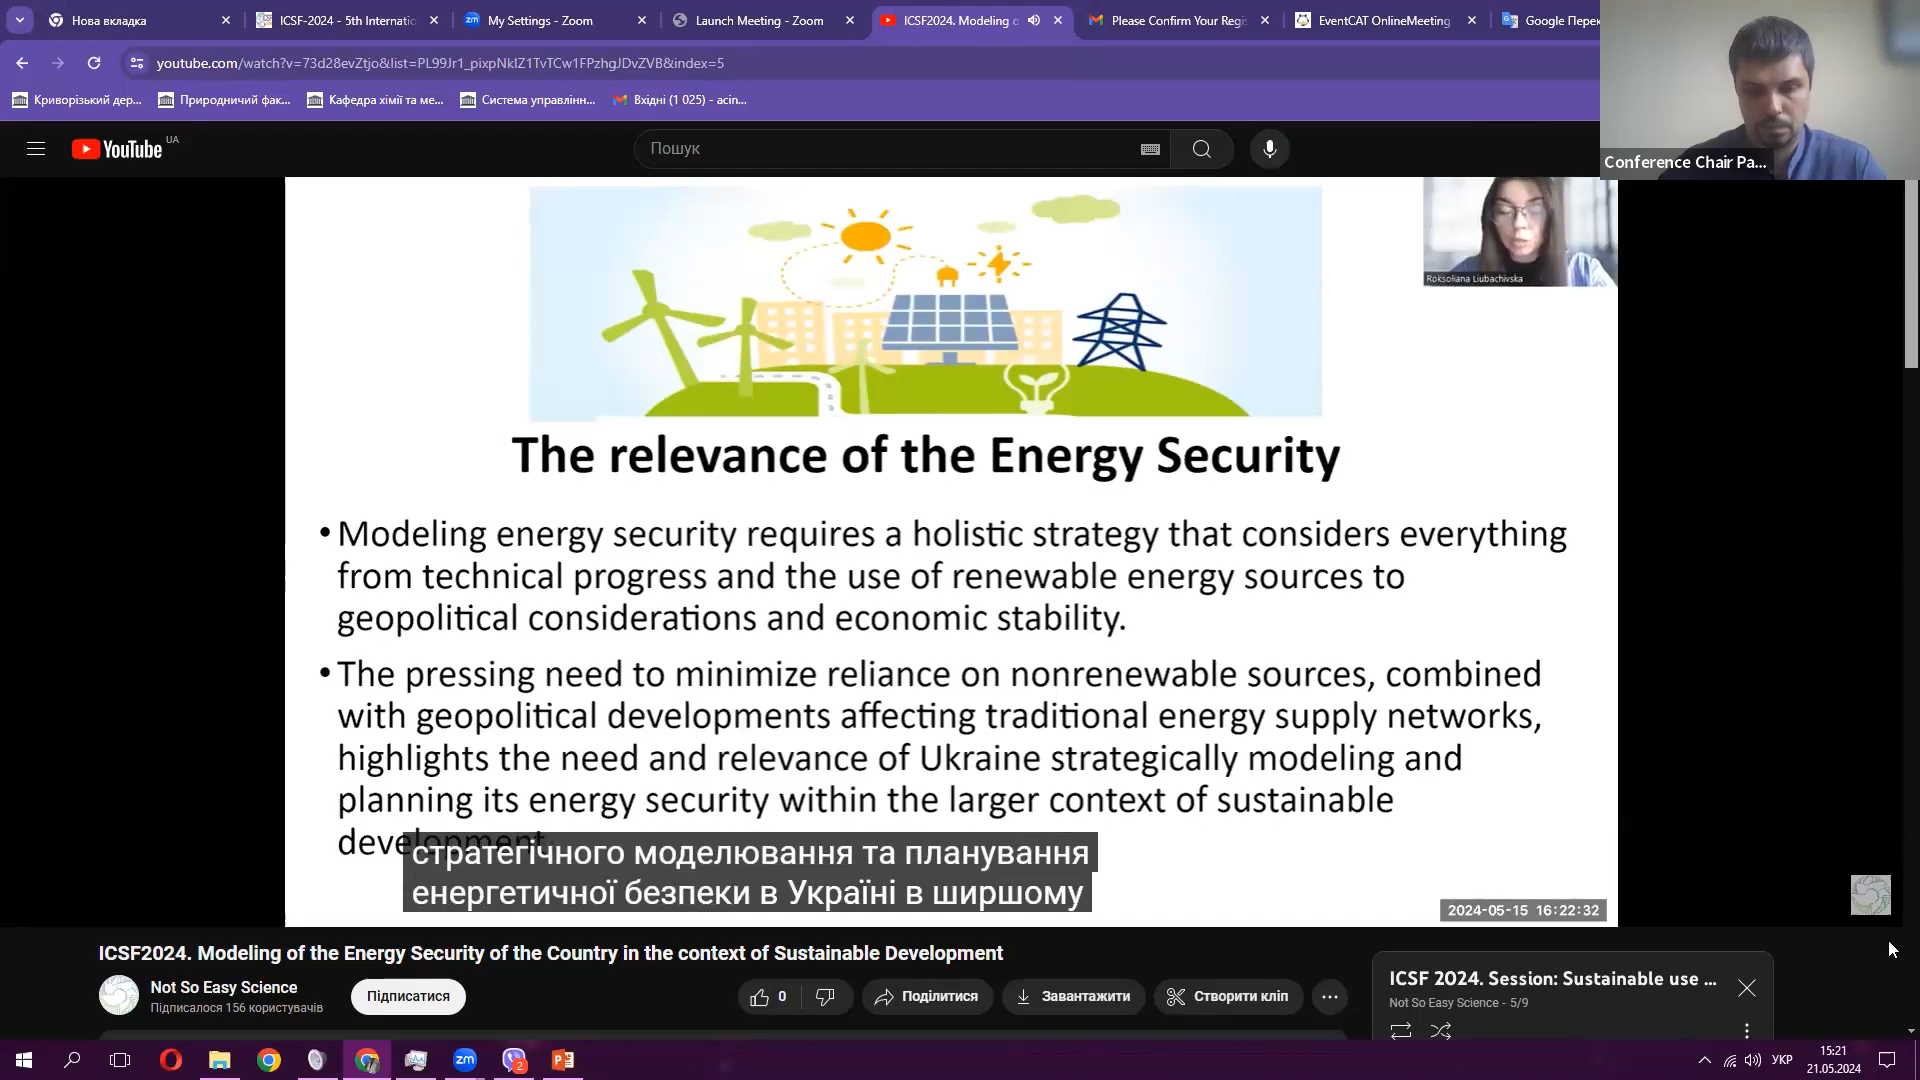 Нова вкладка
ICSF-2024 - 5th Internatio
My Settings - Zoom
Launch Meeting - Zoom
ICSF2024. Modeling o
Please Confirm Your Regis
EventCAT OnlineMeeting
Google Перек
youtube.com/watch?v=73d28evZtjo&list=PL99Jr1_pixpNklZ1TvTCw1FPzhgJDvZVB&index=5
Криворізький дер...
Природничий фак...
Кафедра хімії та ме...
Система управлінн...
Вхідні (1 025) - acin...
Conference Chair Pa...
YouTube UA
Пошук
Roksoliana Liubachivska
The relevance of the Energy Security
• Modeling energy security requires a holistic strategy that considers everything
from technical progress and the use of renewable energy sources to
geopolitical considerations and economic stability.
• The pressing need to minimize reliance on nonrenewable sources, combined
with geopolitical developments affecting traditional energy supply networks,
highlights the need and relevance of Ukraine strategically modeling and
planning its energy security within the larger context of sustainable
development.
стратегічного моделювання та планування
енергетичної безпеки в Україні в ширшому
2024-05-15 16:22:32
ICSF2024. Modeling of the Energy Security of the Country in the context of Sustainable Development
Not So Easy Science
Підписалося 156 користувачів
Підписатися
0
Поділитися
Завантажити
Створити кліп
ICSF 2024. Session: Sustainable use ...
Not So Easy Science - 5/9
zm
2
УКР
15:21
21.05.2024